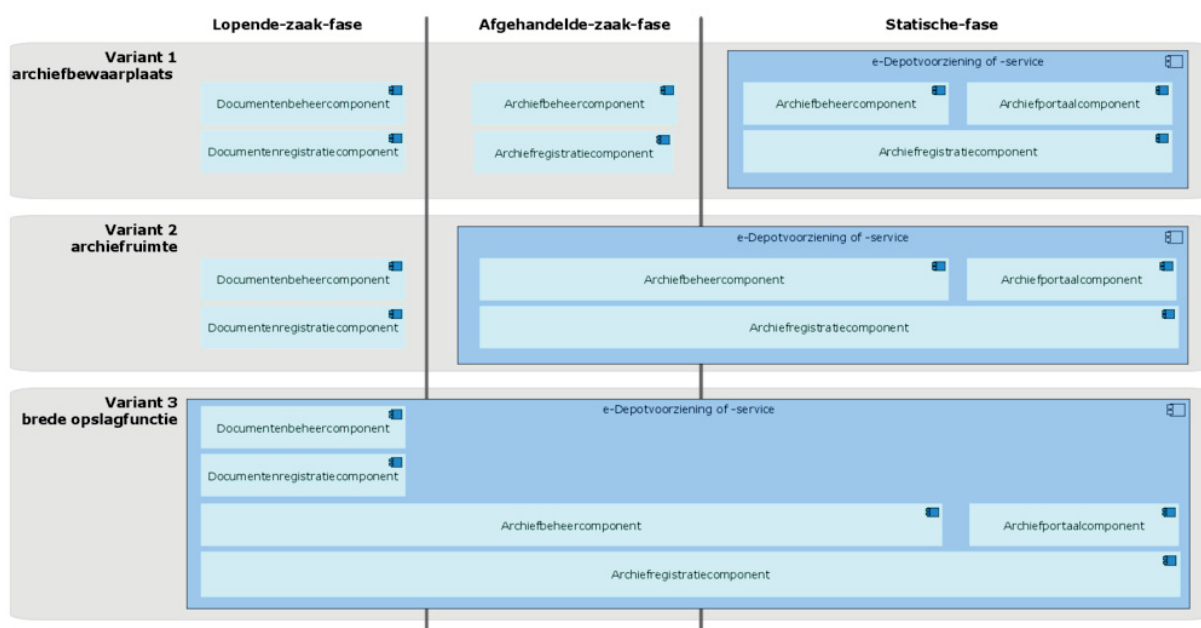 Lopende-zaak-fase
Afgehandelde-zaak-fase
Statische-fase
Variant 1
archiefbewaarplaats
Documentenbeheercomponent
Documentenregistratiecomponent
Archiefbeheercomponent
Archiefregistratiecomponent
e-Depotvoorziening of -service
Archiefbeheercomponent
Archiefportaalcomponent
Archiefregistratiecomponent
Variant 2
archiefruimte
Documentenbeheercomponent
Documentenregistratiecomponent
e-Depotvoorziening of -service
Archiefbeheercomponent
Archiefportaalcomponent
Archiefregistratiecomponent
Variant 3
brede opslagfunctie
e-Depotvoorziening of -service
Documentenbeheercomponent
Documentenregistratiecomponent
Archiefbeheercomponent
Archiefportaalcomponent
Archiefregistratiecomponent